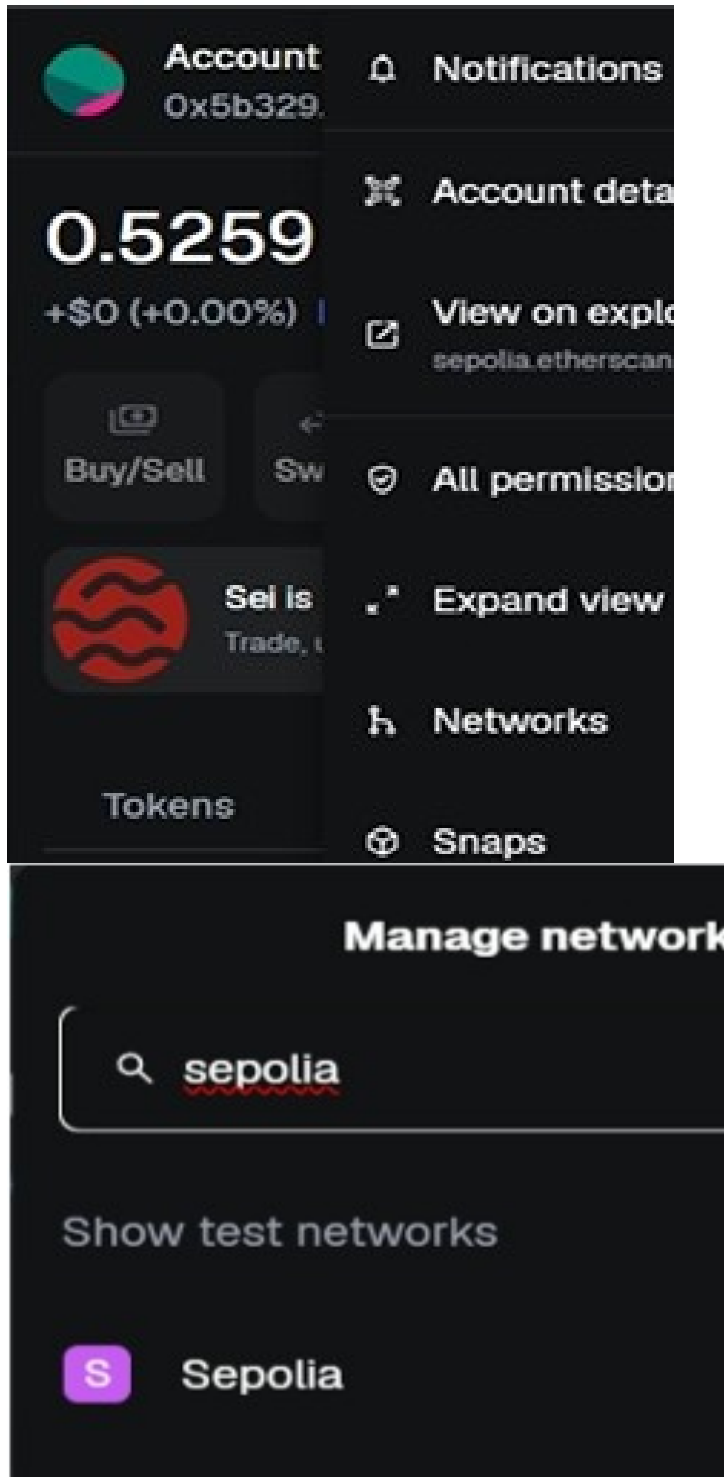 Account
0x5b329.
0.5259
+$0 (+0.00%)
Buy/Sell
Sw
Sei is
Trade, u
Tokens
Notifications
Account deta
View on explo
sepolia.etherscan
All permission
Expand view
Networks
Snaps
Manage network
sepolia
Show test networks
S
Sepolia